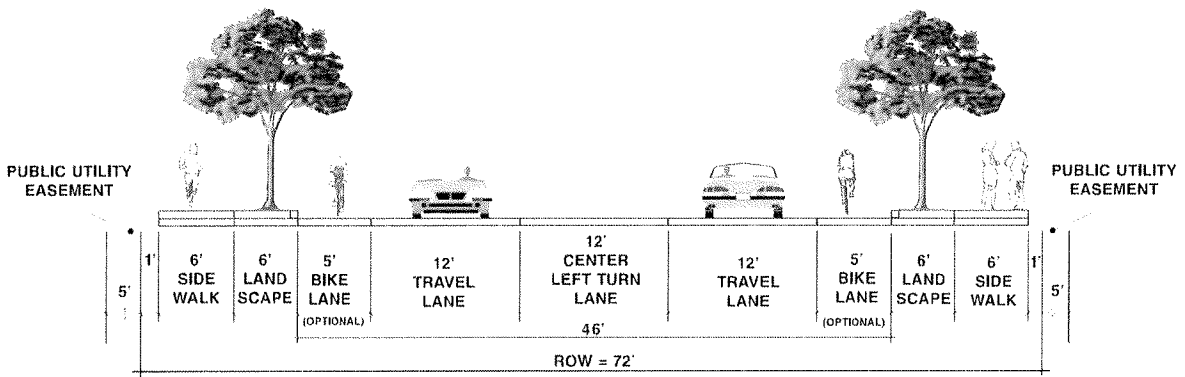 PUBLIC UTILITY
EASEMENT
PUBLIC UTILITY
EASEMENT
5'
1'
6'
SIDE
WALK
6'
LAND
SCAPE
5'
BIKE
LANE
(OPTIONAL)
12'
TRAVEL
LANE
12'
CENTER
LEFT TURN
LANE
12'
TRAVEL
LANE
5'
BIKE
LANE
(OPTIONAL)
6'
LAND
SCAPE
6'
SIDE
WALK
1'
5'
46'
ROW = 72'